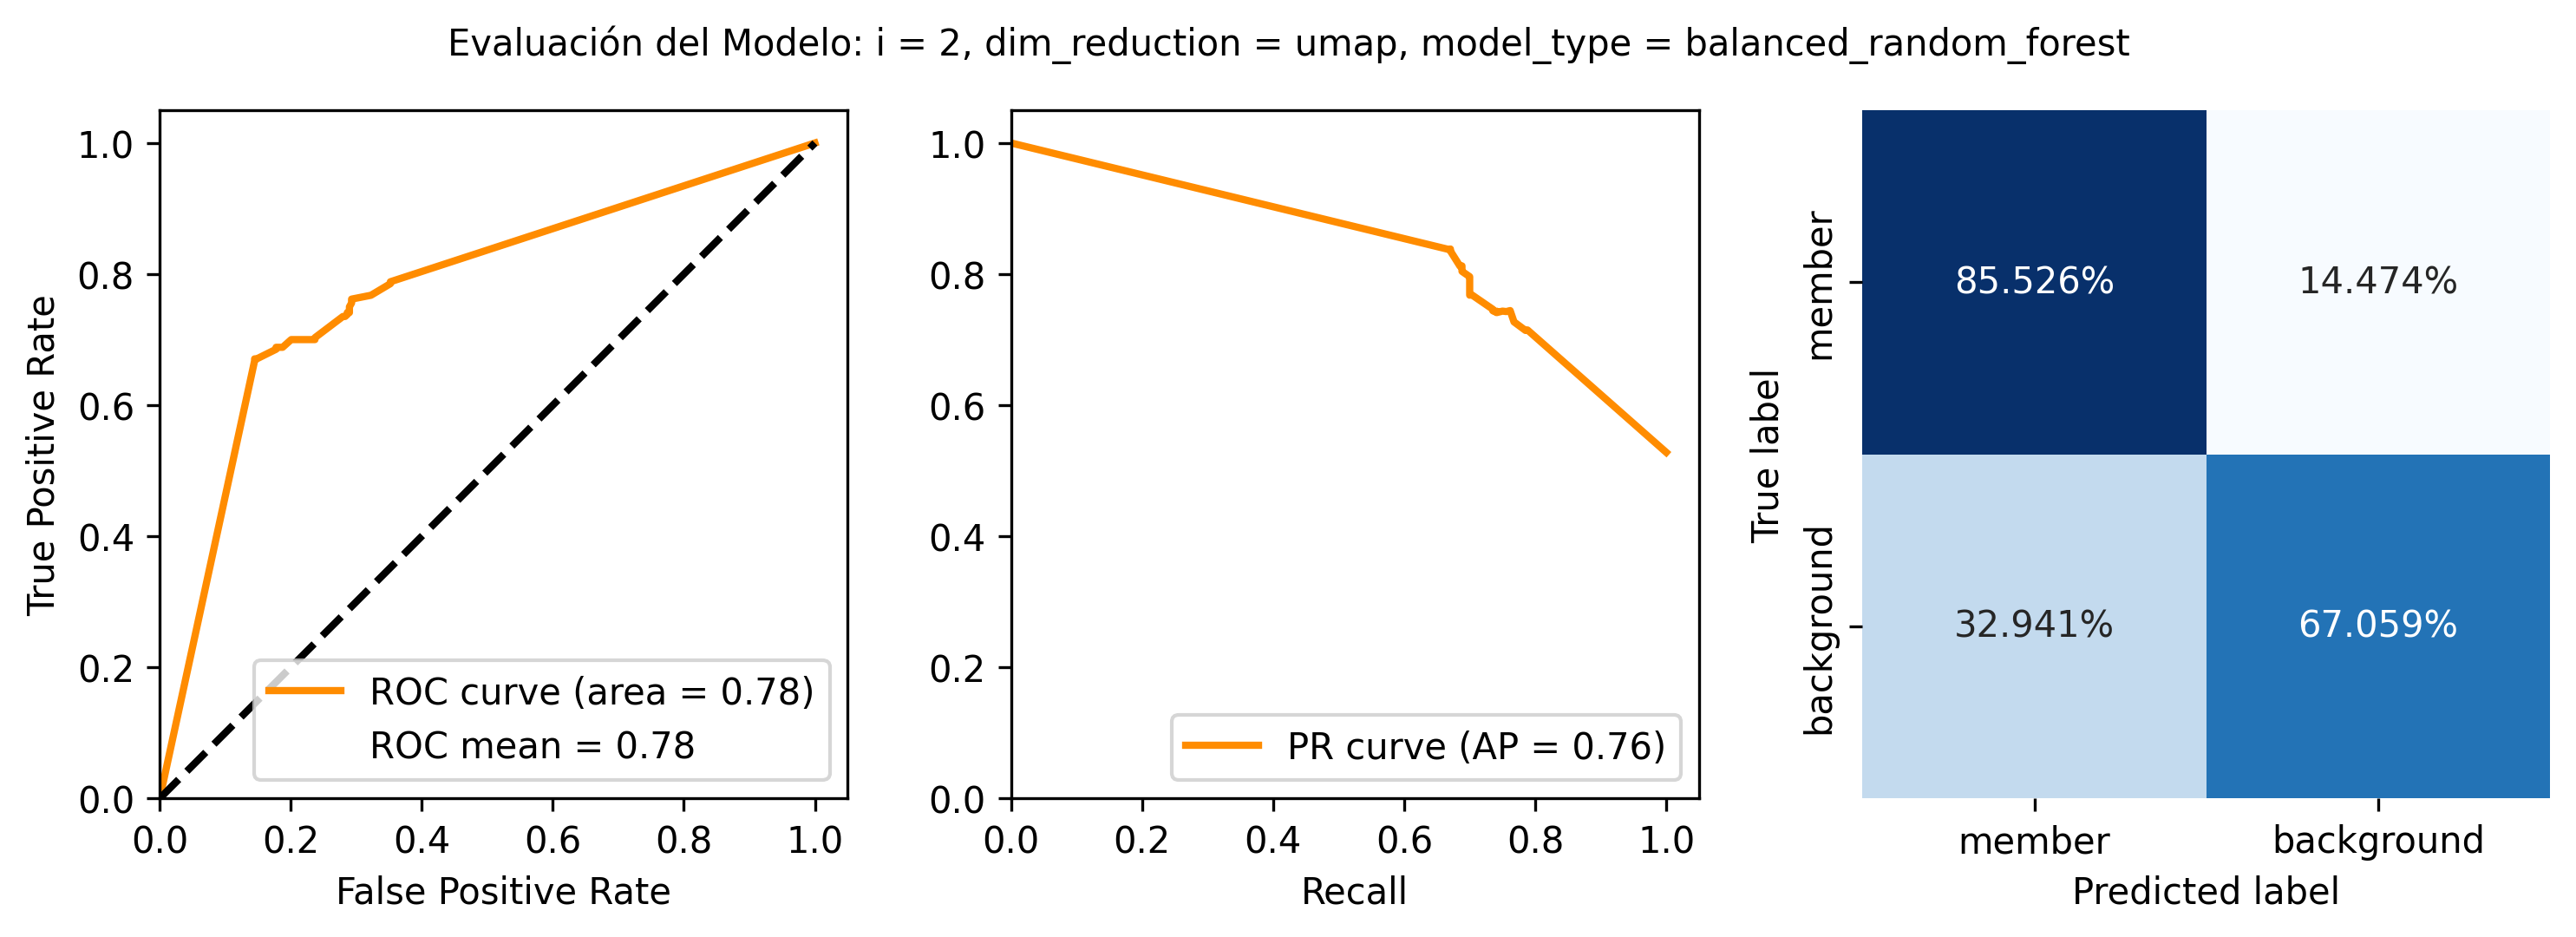 Evaluación del Modelo: i = 2, dim_reduction = umap, model_type = balanced_random_forest
True Positive Rate
1.0
0.8
0.6
0.4
0.2
0.0
0.0 0.2 0.4 0.6 0.8 1.0
False Positive Rate
ROC curve (area = 0.78)
ROC mean = 0.78
1.0
0.8
0.6
0.4
0.2
0.0
0.0 0.2 0.4 0.6 0.8 1.0
Recall
PR curve (AP = 0.76)
True label
member
background
85.526% 14.474%
32.941% 67.059%
member background
Predicted label